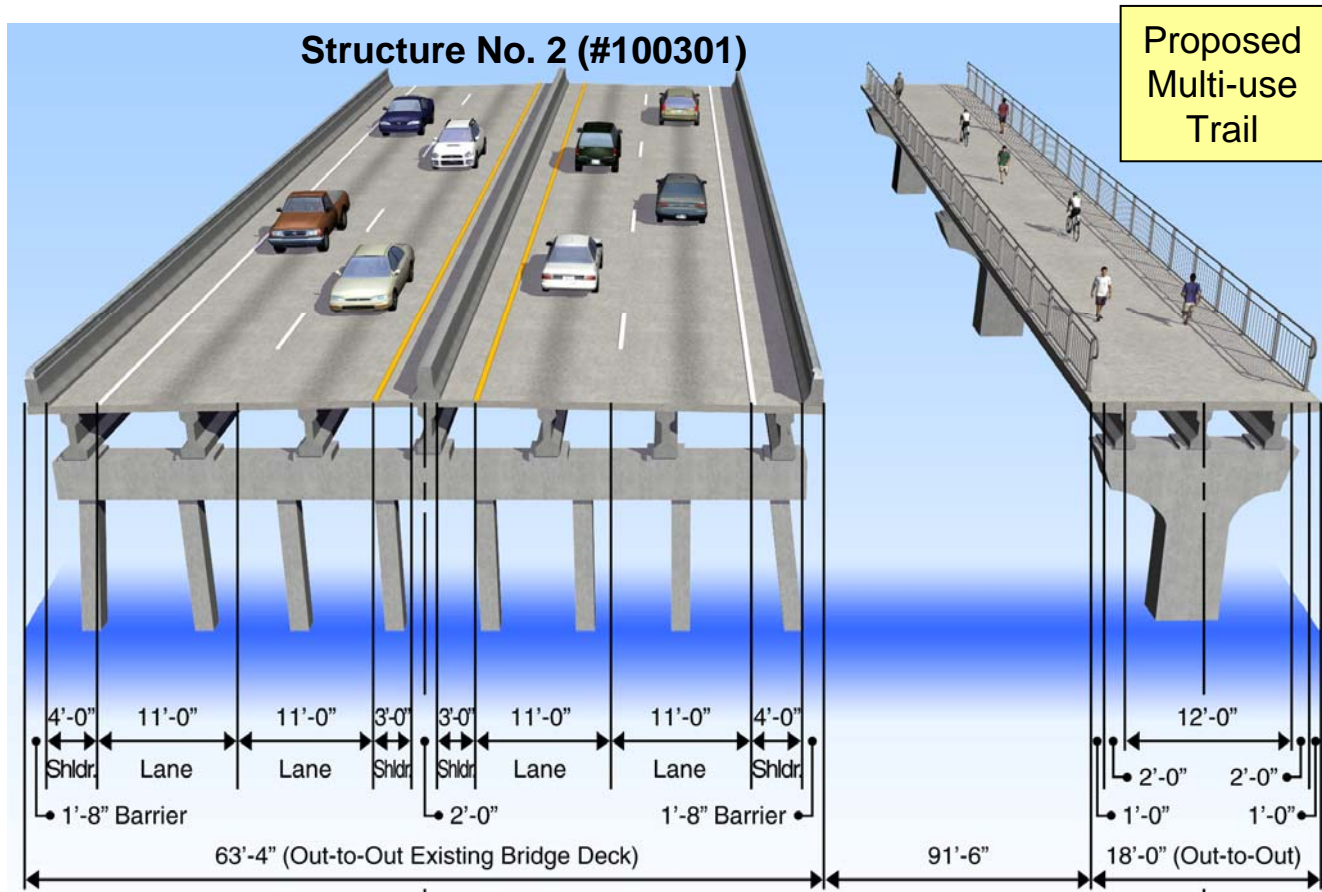 Structure No. 2 (#100301)
Proposed
Multi-use
Trail
4’-0” 11’-0” 11’-0” 3’-0” 3’-0” 11’-0” 11’-0” 4’-0” 12’-0”
Shldr. Lane Lane Shldr. Shldr. Lane Lane Shldr. 2’-0” 2’-0”
1’-8” Barrier 2’-0” 1’-8” Barrier 1’-0” 1’-0”
63’-4” (Out-to-Out Existing Bridge Deck) 91’-6” 18’-0” (Out-to-Out)